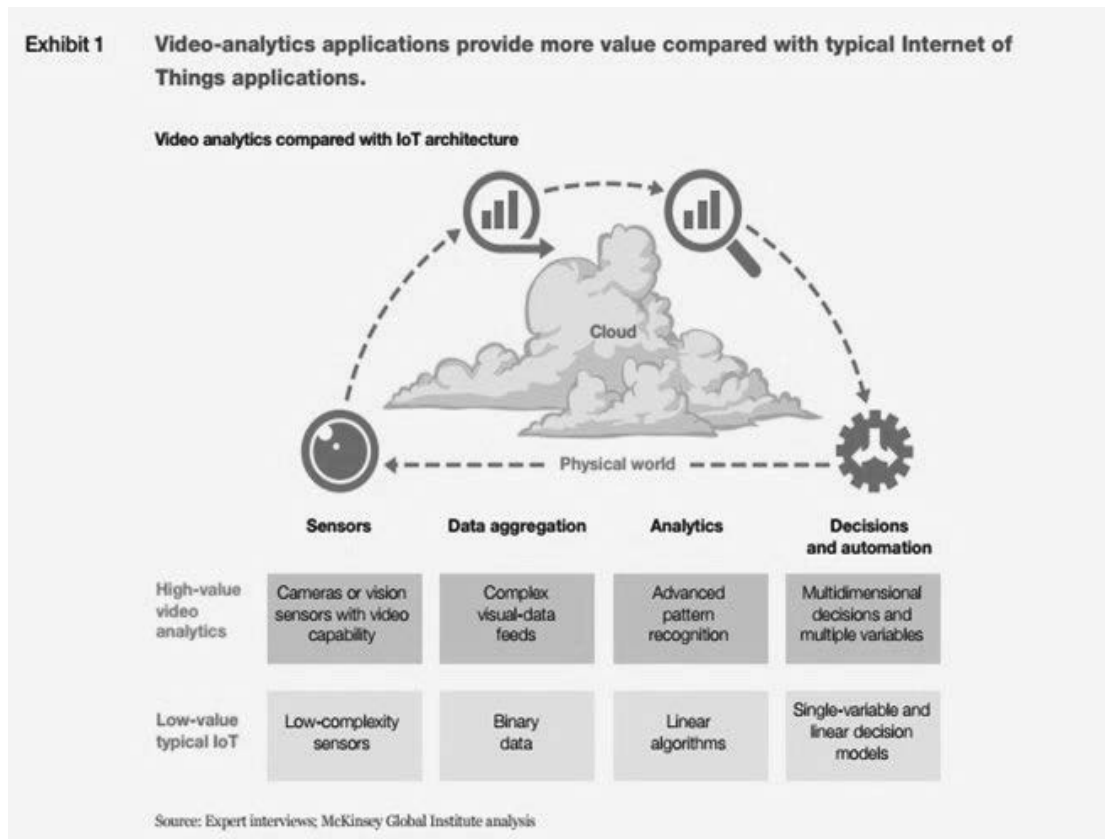 Exhibit 1
Video-analytics applications provide more value compared with typical Internet of
Things applications.
Video analytics compared with IoT architecture
Cloud
Physical world
Sensors
Data aggregation
Analytics
Decisions
and automation
High-value
video
analytics
Cameras or vision
sensors with video
capability
Complex
visual-data
feeds
Advanced
pattern
recognition
Multidimensional
decisions and
multiple variables
Low-value
typical IoT
Low-complexity
sensors
Binary
data
Linear
algorithms
Single-variable and
linear decision
models
Source: Expert interviews; McKinsey Global Institute analysis